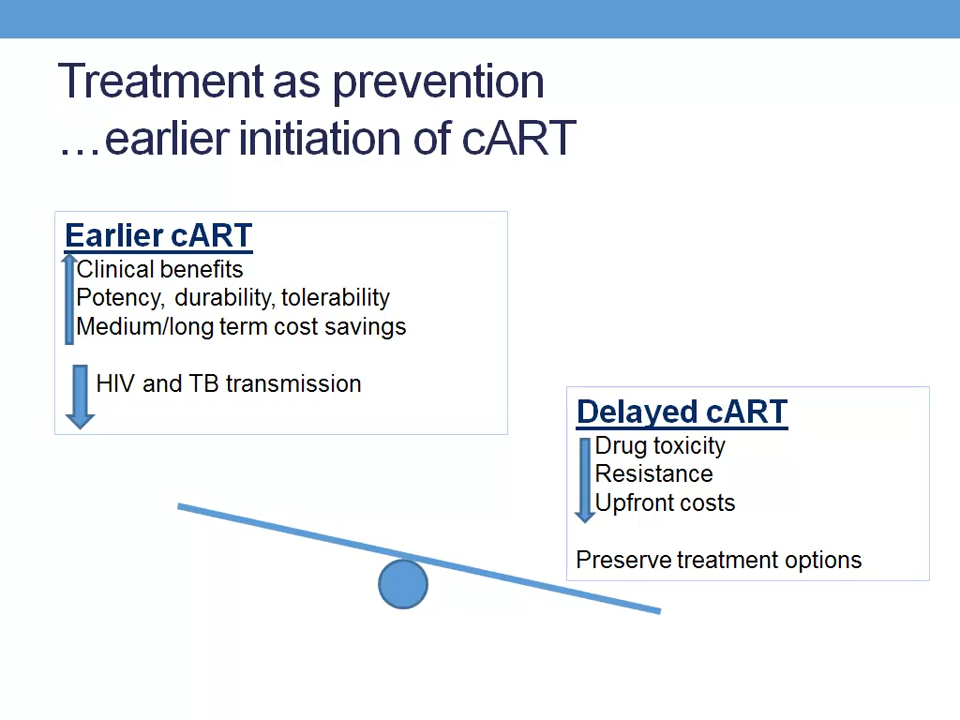 Treatment as prevention
…earlier initiation of cART
Earlier cART
Clinical benefits
Potency, durability, tolerability
Medium/long term cost savings
HIV and TB transmission
Delayed cART
Drug toxicity
Resistance
Upfront costs
Preserve treatment options